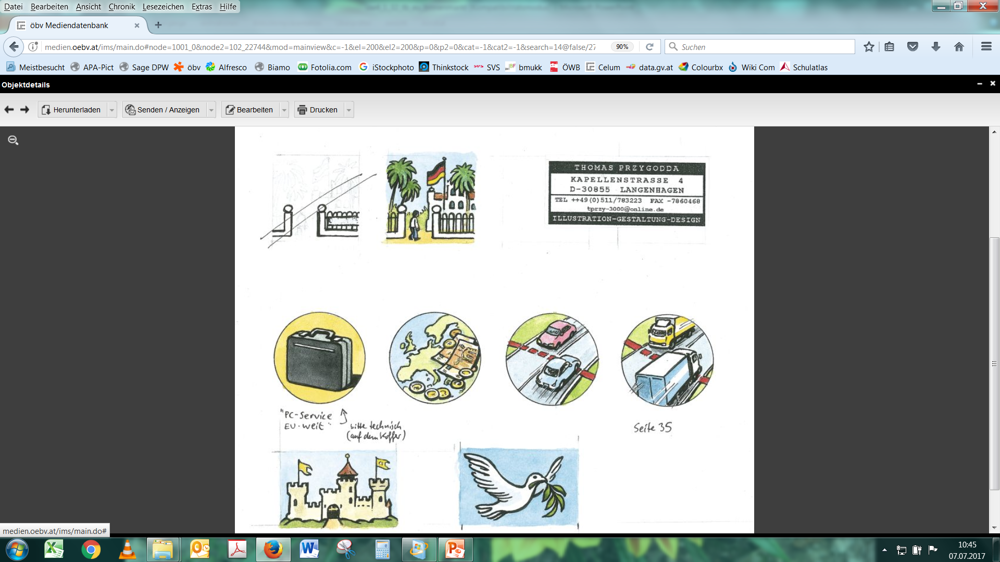 Datei Bearbeiten Ansicht Chronik Lesezeichen Extras Hilfe
öbv Mediendatenbank
medien.oebv.at/ims/main.do#node=1001_0&node2=102_22744&mod=mainview&c=-1&el=200&el2=200&p=0&p2=0&cat=-1&cat2=-1&search=14@false/27 90% Suchen
Meistbesucht APA-Pict Sage DPW öbv Alfresco Biamo Fotolia.com iStockphoto Thinkstock SVS bmukk ÖWB Celum data.gv.at Colourbx Wiki Com Schulatlas
Objektdetails
Herunterladen Senden / Anzeigen Bearbeiten Drucken
THOMAS PRZYGODDA
KAPELLENSTRASSE 4
D-30855 LANGENHAGEN
TEL ++49(0)511/783223 FAX -7860468
tprzy-3000@online.de
ILLUSTRATION-GESTALTUNG-DESIGN
"PC-Service
EU-weit"
bitte technisch
(auf dem Koffer)
Seite 35
medien.oebv.at/ims/main.do#
10:45
07.07.2017